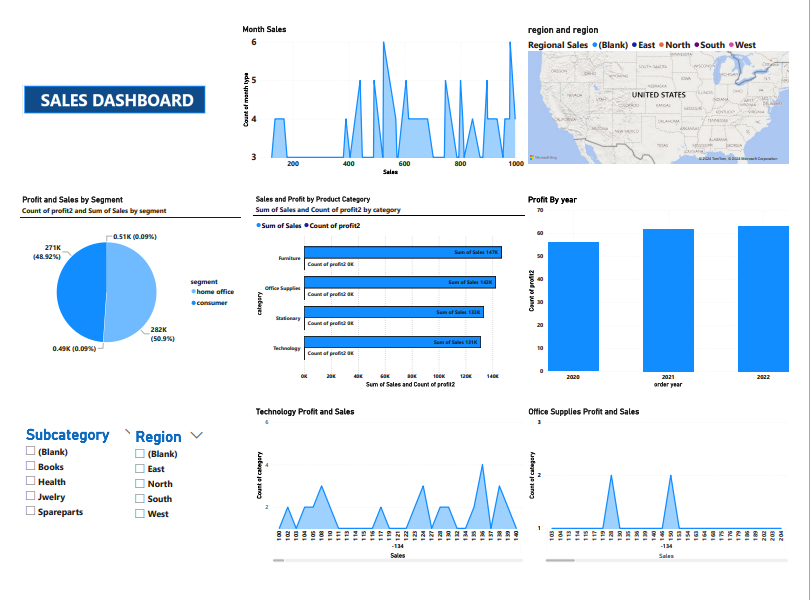 SALES DASHBOARD
Month Sales
Count of month type
6
5
4
3
200
400
600
800
1000
Sales
region and region
Regional Sales (Blank) East North South West
UNITED STATES
Profit and Sales by Segment
Count of profit2 and Sum of Sales by segment
0.51K (0.09%)
271K
(48.92%)
282K
(50.9%)
0.49K (0.09%)
segment
home office
consumer
Sales and Profit by Product Category
Sum of Sales and Count of profit2 by category
Sum of Sales Count of profit2
category
Furniture
Sum of Sales 147K
Count of profit2 0K
Office Supplies
Sum of Sales 142K
Count of profit2 0K
Stationary
Sum of Sales 133K
Count of profit2 0K
Technology
Sum of Sales 131K
Count of profit2 0K
0K 20K 40K 60K 80K 100K 120K 140K
Sum of Sales and Count of profit2
Profit By year
Count of profit2
70
60
50
40
30
20
10
0
2020 2021 2022
order year
Subcategory
(Blank)
Books
Health
Jwelry
Spareparts
Region
(Blank)
East
North
South
West
Technology Profit and Sales
Count of category
6
4
2
-134
Sales
Office Supplies Profit and Sales
Count of category
3
2
1
-134
Sales